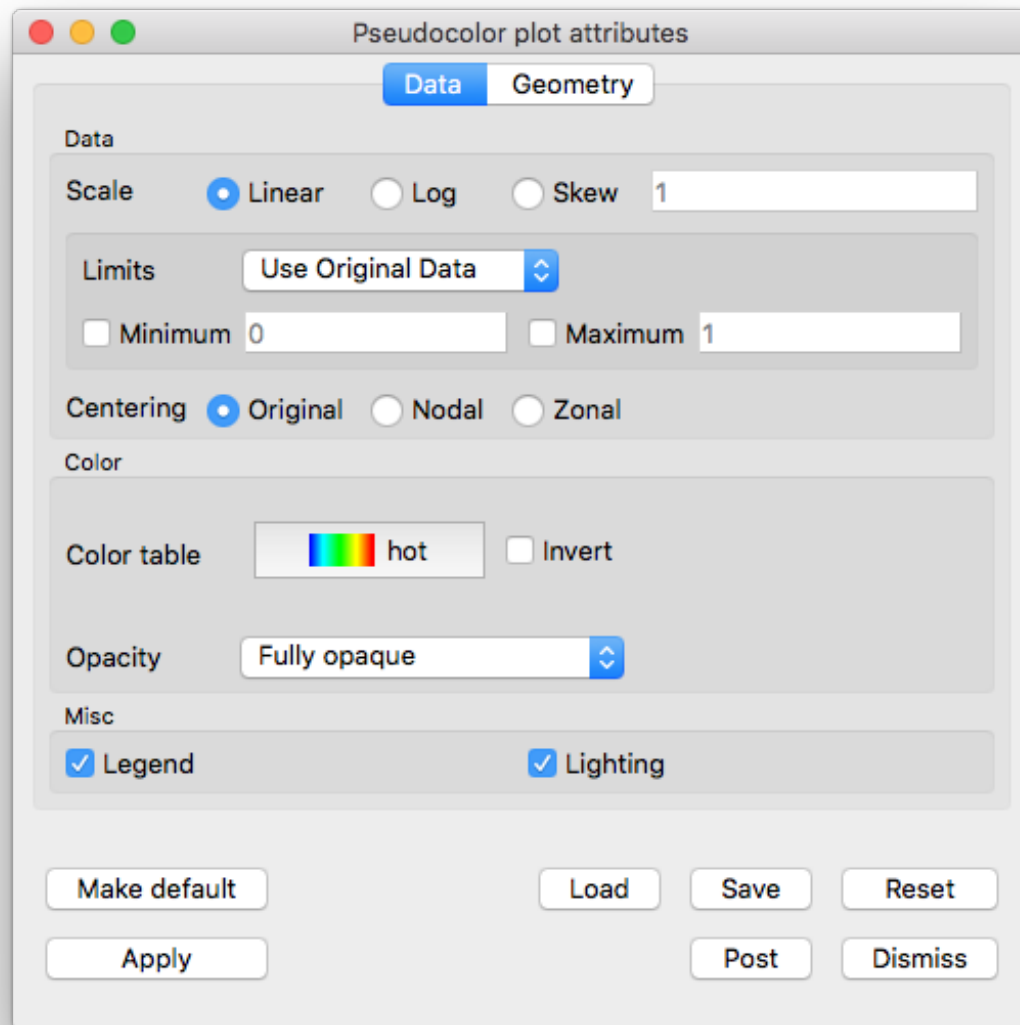 Pseudocolor plot attributes
Data Geometry
Data
Scale Linear Log Skew 1
Limits Use Original Data
Minimum 0 Maximum 1
Centering Original Nodal Zonal
Color
Color table hot Invert
Opacity Fully opaque
Misc
Legend Lighting
Make default Load Save Reset
Apply Post Dismiss